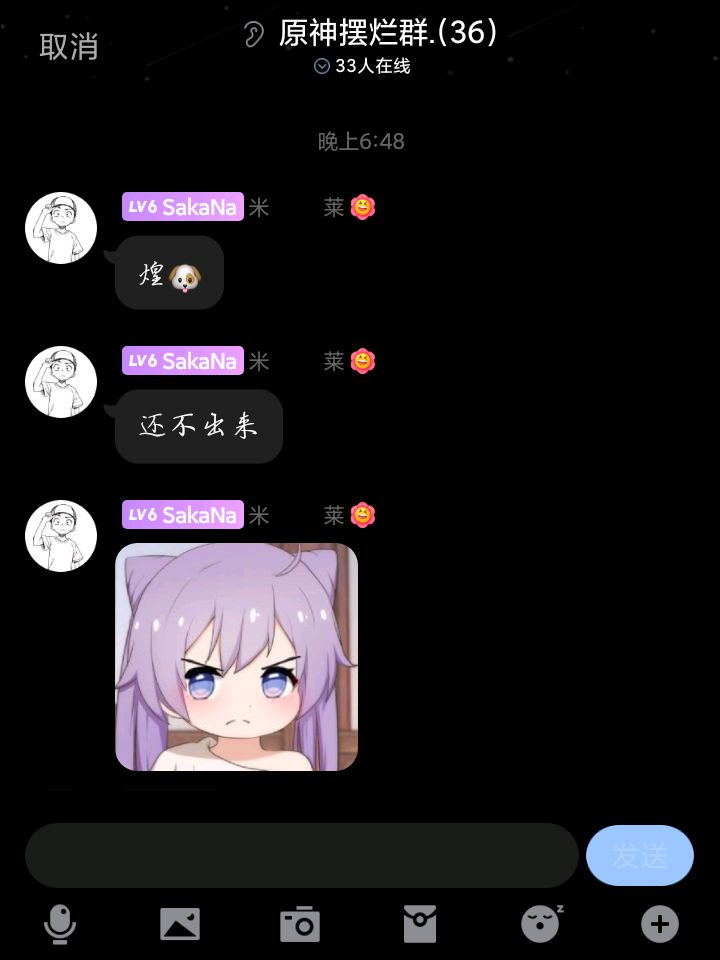 取消
原神摆烂群.(36)
33人在线
晚上6:48
LV6 SakaNa 米 莱
煌🐶
LV6 SakaNa 米 莱
还不出来
LV6 SakaNa 米 莱
发送
z